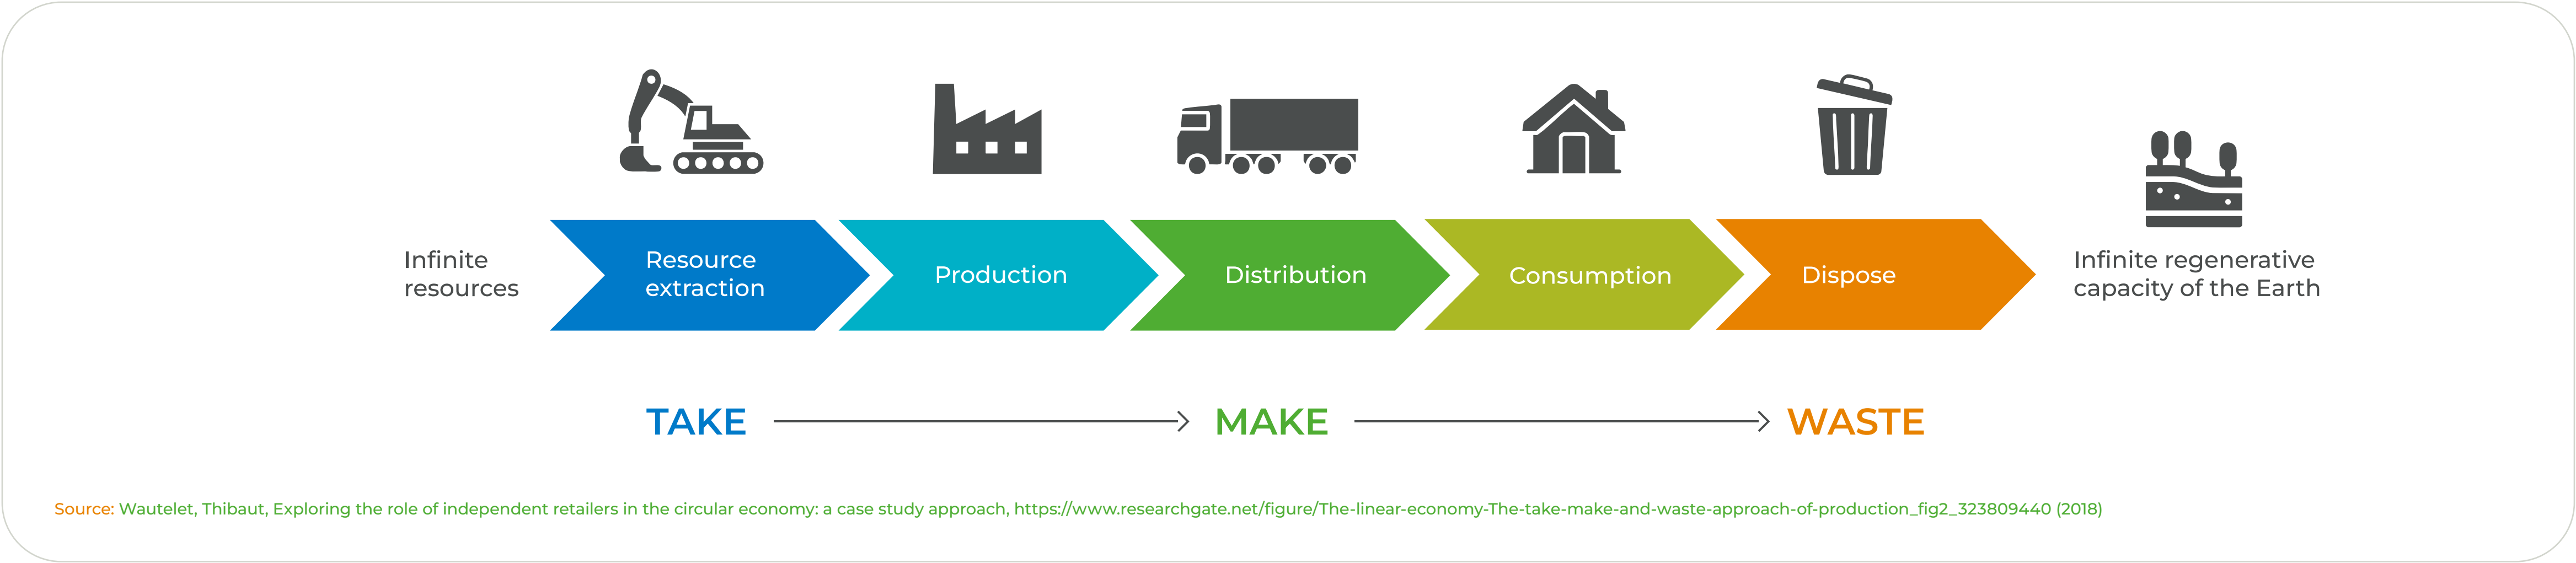 Infinite
resources
Resource
extraction
Production
Distribution
Consumption
Dispose
Infinite regenerative
capacity of the Earth
TAKE
MAKE
WASTE
Source: Wautelet, Thibaut, Exploring the role of independent retailers in the circular economy: a case study approach, https://www.researchgate.net/figure/The-linear-economy-The-take-make-and-waste-approach-of-production_fig2_323809440 (2018)